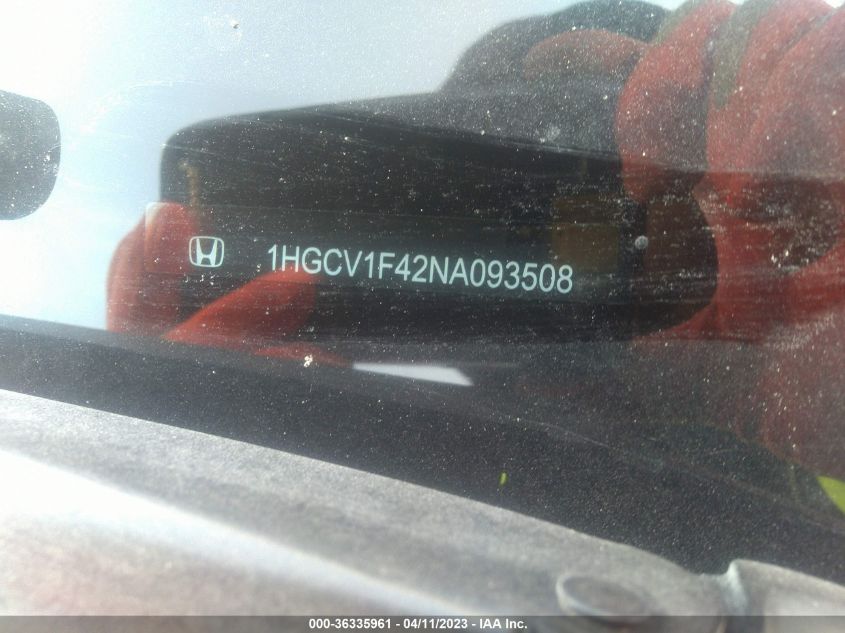 1HGCV1F42NA093508
000-36335961 - 04/11/2023 - IAA Inc.